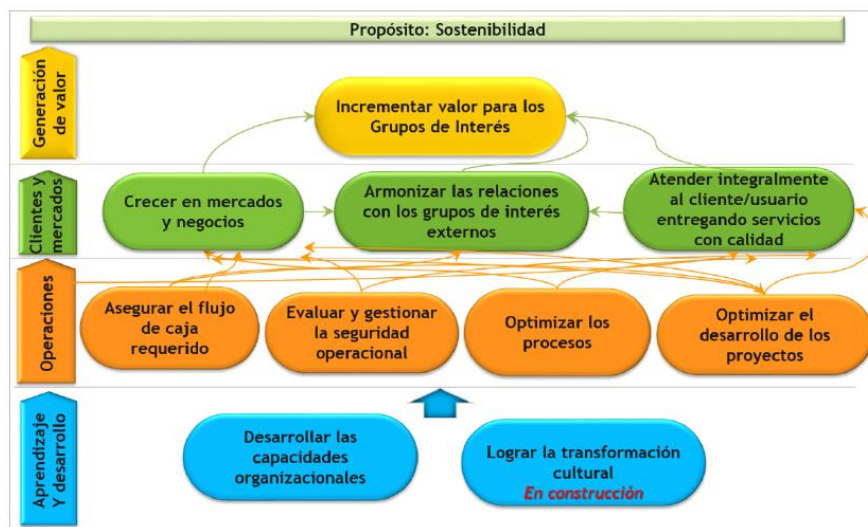 Propósito: Sostenibilidad
Generación
de valor
Incrementar valor para los
Grupos de Interés
Clientes y
mercados
Crecer en mercados
y negocios
Armonizar las relaciones
con los grupos de interés
externos
Atender integralmente
al cliente/usuario
entregando servicios
con calidad
Operaciones
Asegurar el flujo
de caja
requerido
Evaluar y gestionar
la seguridad
operacional
Optimizar los
procesos
Optimizar el
desarrollo de los
proyectos
Aprendizaje
Y desarrollo
Desarrollar las
capacidades
organizacionales
Lograr la transformación
cultural
En construcción